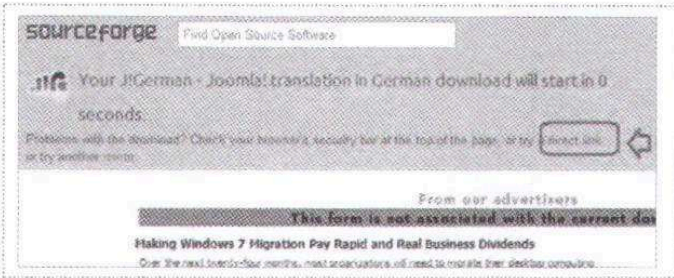 sourceforge
Find Open Source Software
Your J!German - Joomla! translation in German download will start in 0
seconds.
Problems with the download? Check your browser's security bar at the top of the page, or try direct link,
or try another mirror.
From our advertisers
This form is not associated with the current dow
Making Windows 7 Migration Pay Rapid and Real Business Dividends
Over the next twenty-four months, most organizations will need to migrate their desktop computing